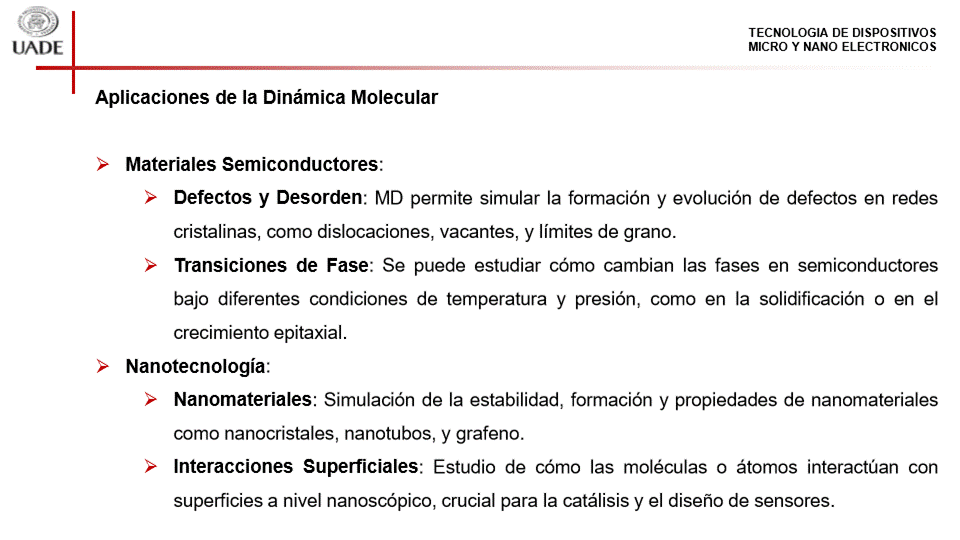 UADE
TECNOLOGIA DE DISPOSITIVOS
MICRO Y NANO ELECTRONICOS
Aplicaciones de la Dinámica Molecular
Materiales Semiconductores:
Defectos y Desorden: MD permite simular la formación y evolución de defectos en redes
cristalinas, como dislocaciones, vacantes, y límites de grano.
Transiciones de Fase: Se puede estudiar cómo cambian las fases en semiconductores
bajo diferentes condiciones de temperatura y presión, como en la solidificación o en el
crecimiento epitaxial.
Nanotecnología:
Nanomateriales: Simulación de la estabilidad, formación y propiedades de nanomateriales
como nanocristales, nanotubos, y grafeno.
Interacciones Superficiales: Estudio de cómo las moléculas o átomos interactúan con
superficies a nivel nanoscópico, crucial para la catálisis y el diseño de sensores.